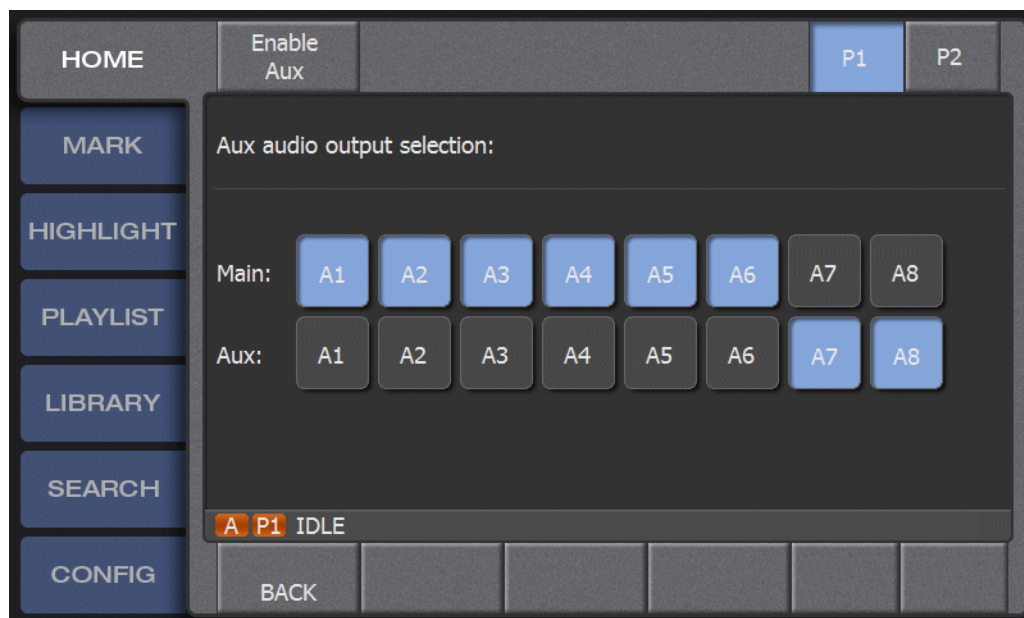 HOME
Enable
Aux
P1
P2
MARK
HIGHLIGHT
PLAYLIST
LIBRARY
SEARCH
CONFIG
Aux audio output selection:
Main: A1 A2 A3 A4 A5 A6 A7 A8
Aux: A1 A2 A3 A4 A5 A6 A7 A8
A P1 IDLE
BACK